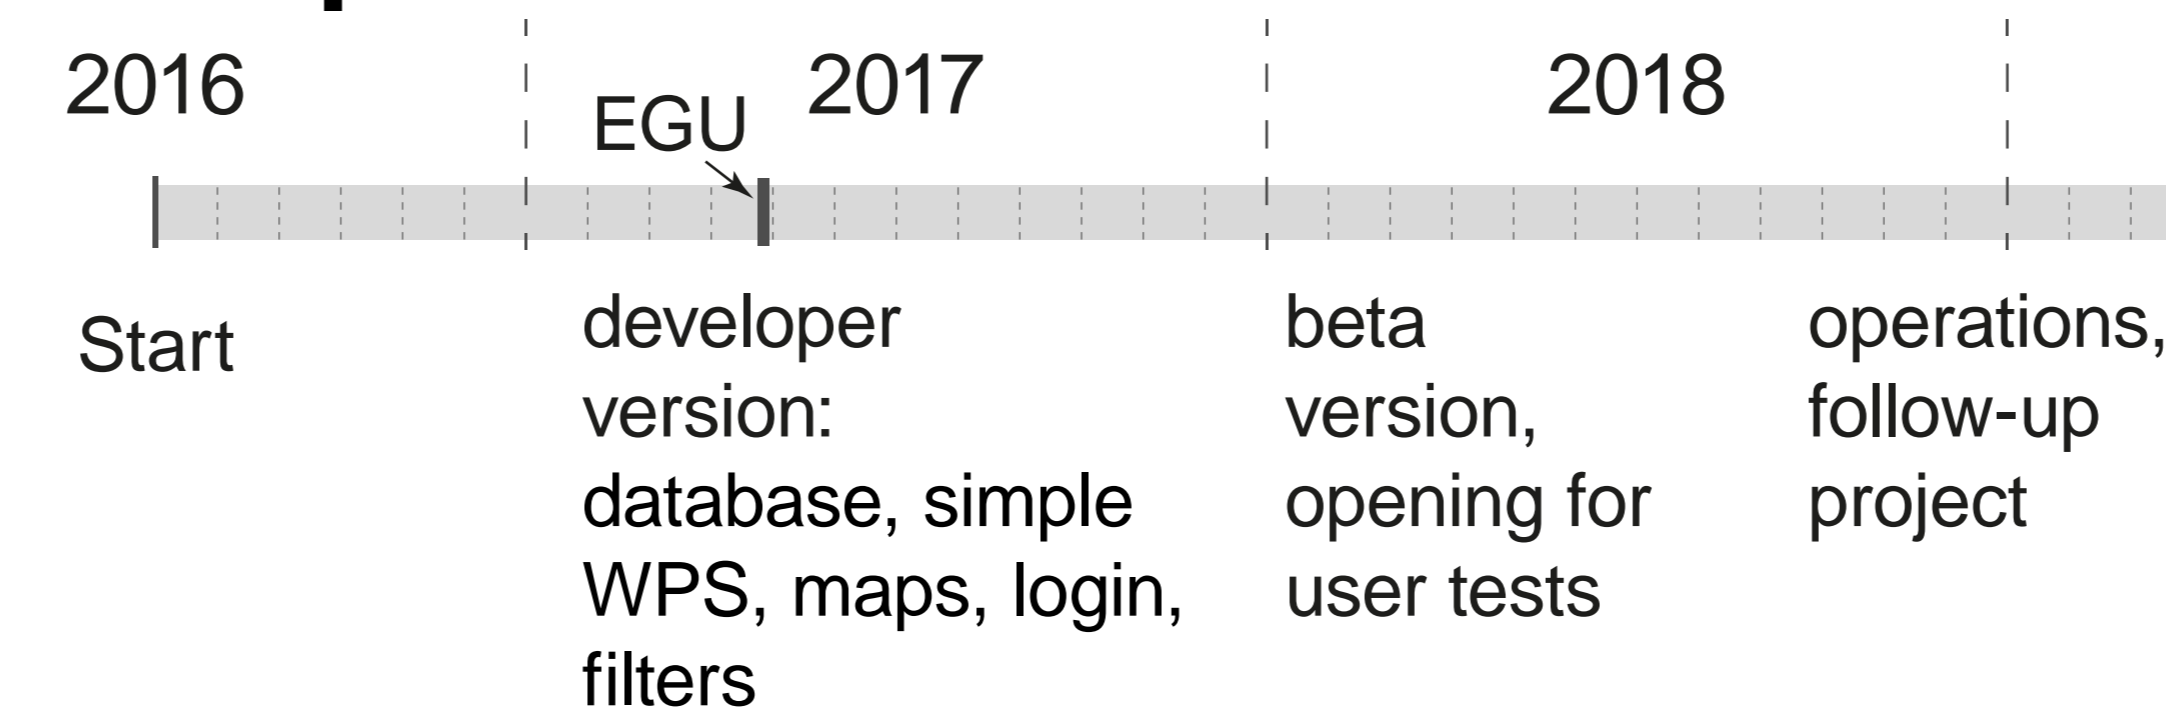 2016
2017
2018
EGU
Start
developer
version:
database, simple
WPS, maps, login,
filters
beta
version,
opening for
user tests
operations,
follow-up
project